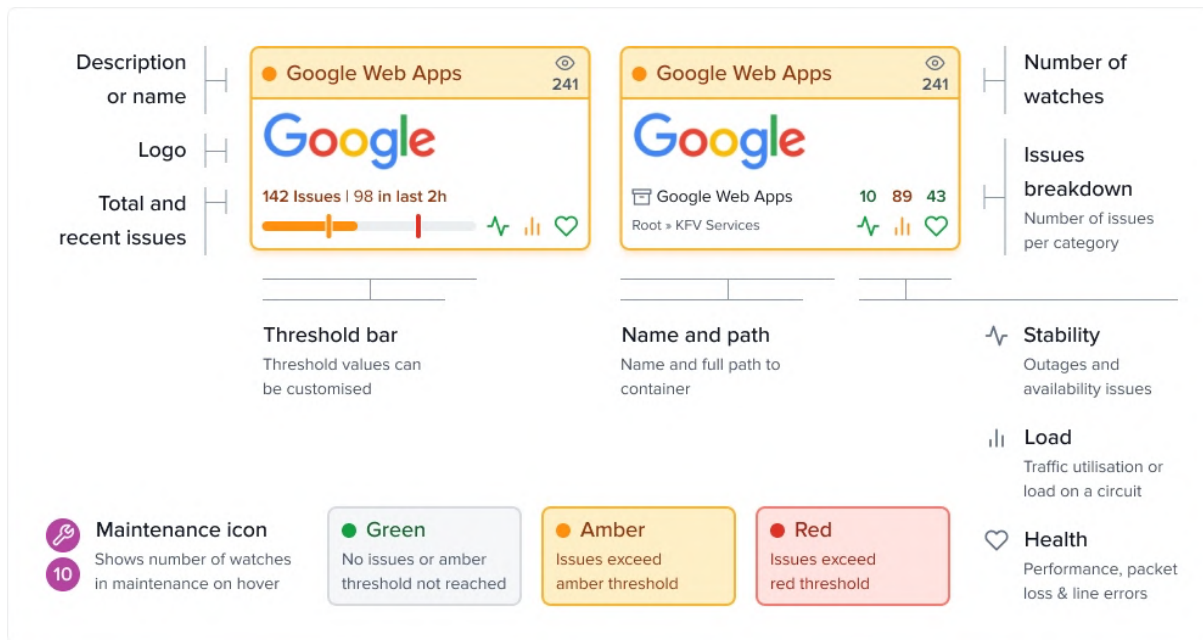 Description
or name
Logo
Total and
recent issues
Google Web Apps
241
Google
142 Issues | 98 in last 2h
Google Web Apps
241
Google
Google Web Apps
10 89 43
Root » KFV Services
Number of
watches
Issues
breakdown
Number of issues
per category
Threshold bar
Threshold values can
be customised
Name and path
Name and full path to
container
Stability
Outages and
availability issues
Load
Traffic utilisation or
load on a circuit
Health
Performance, packet
loss & line errors
10
Maintenance icon
Shows number of watches
in maintenance on hover
Green
No issues or amber
threshold not reached
Amber
Issues exceed
amber threshold
Red
Issues exceed
red threshold